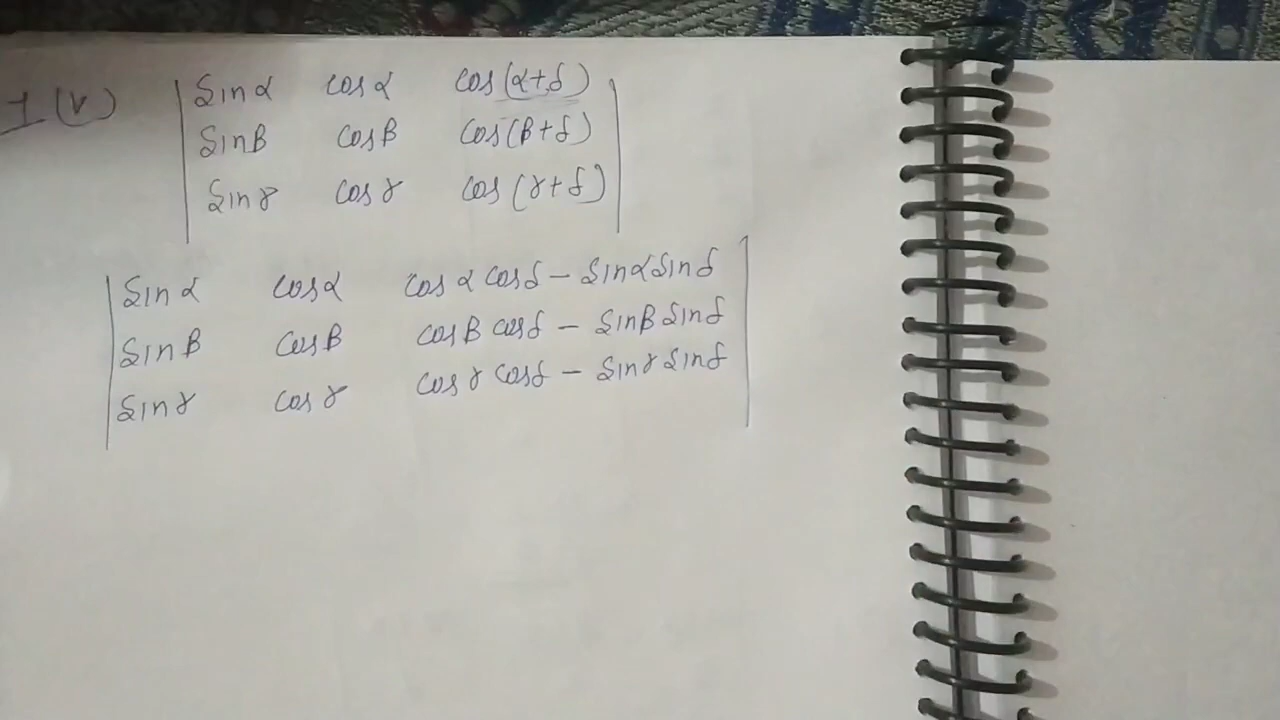 1(v) | sinα cosα cos(α+δ) |
| sinβ cosβ cos(β+δ) |
| sinγ cosγ cos(γ+δ) |
| sinα cosα cosα cosδ - sinα sinδ |
| sinβ cosβ cosβ cosδ - sinβ sinδ |
| sinγ cosγ cosγ cosδ - sinγ sinδ |